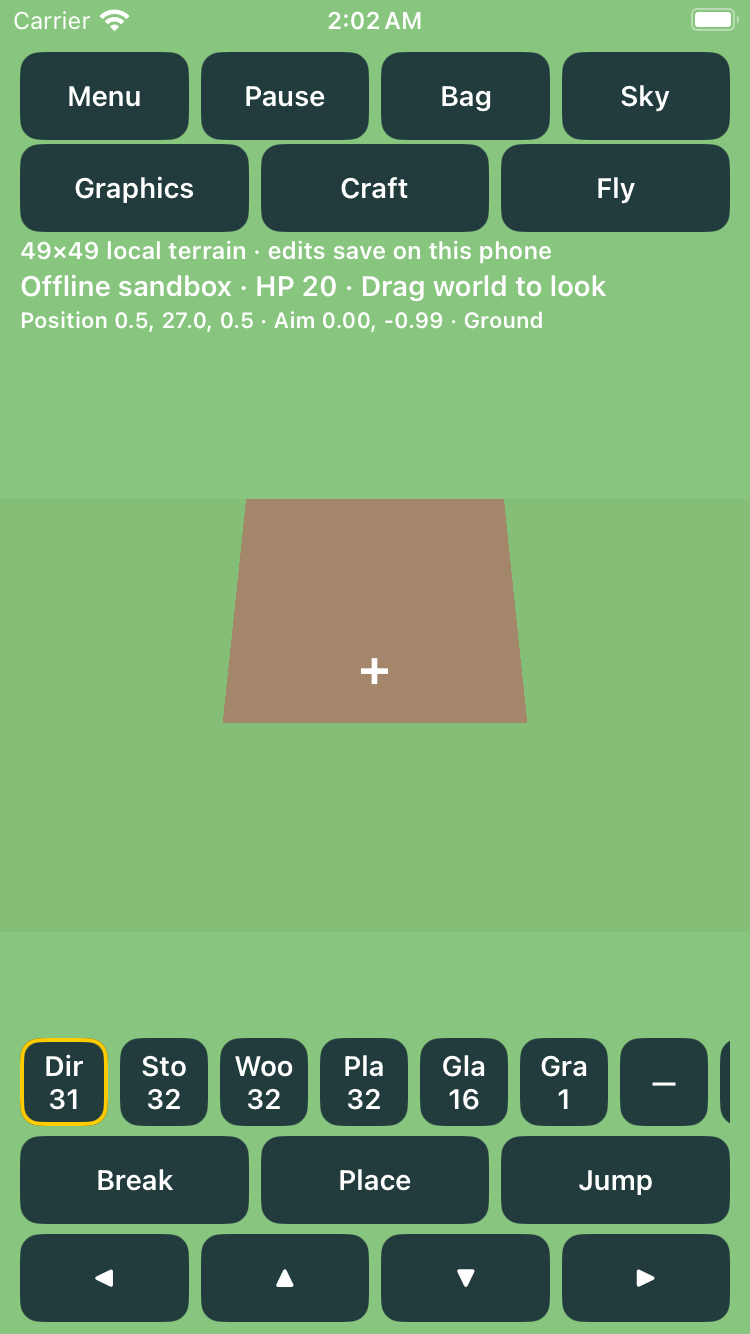 Carrier 2:02 AM
Menu Pause Bag Sky
Graphics Craft Fly
49×49 local terrain · edits save on this phone
Offline sandbox · HP 20 · Drag world to look
Position 0.5, 27.0, 0.5 · Aim 0.00, -0.99 · Ground
Dir Sto Woo Pla Gla Gra —
31 32 32 32 16 1
Break Place Jump